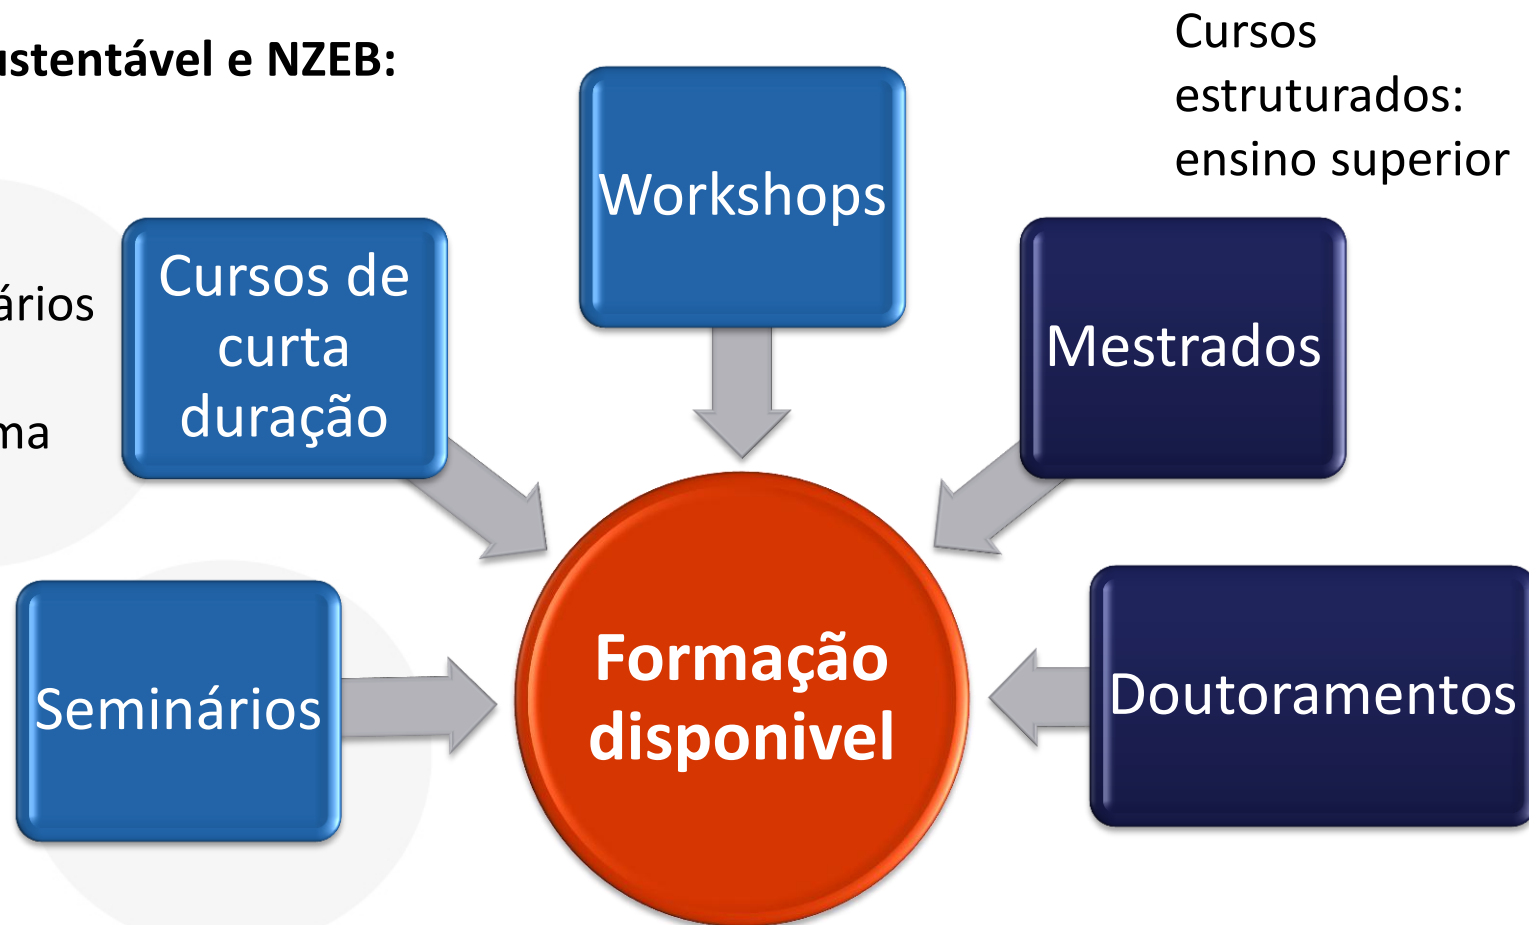 ustentável e NZEB:
Cursos
estruturados:
ensino superior
Workshops
Cursos de
curta
duração
Mestrados
ários
ma
Seminários
Formação
disponivel
Doutoramentos